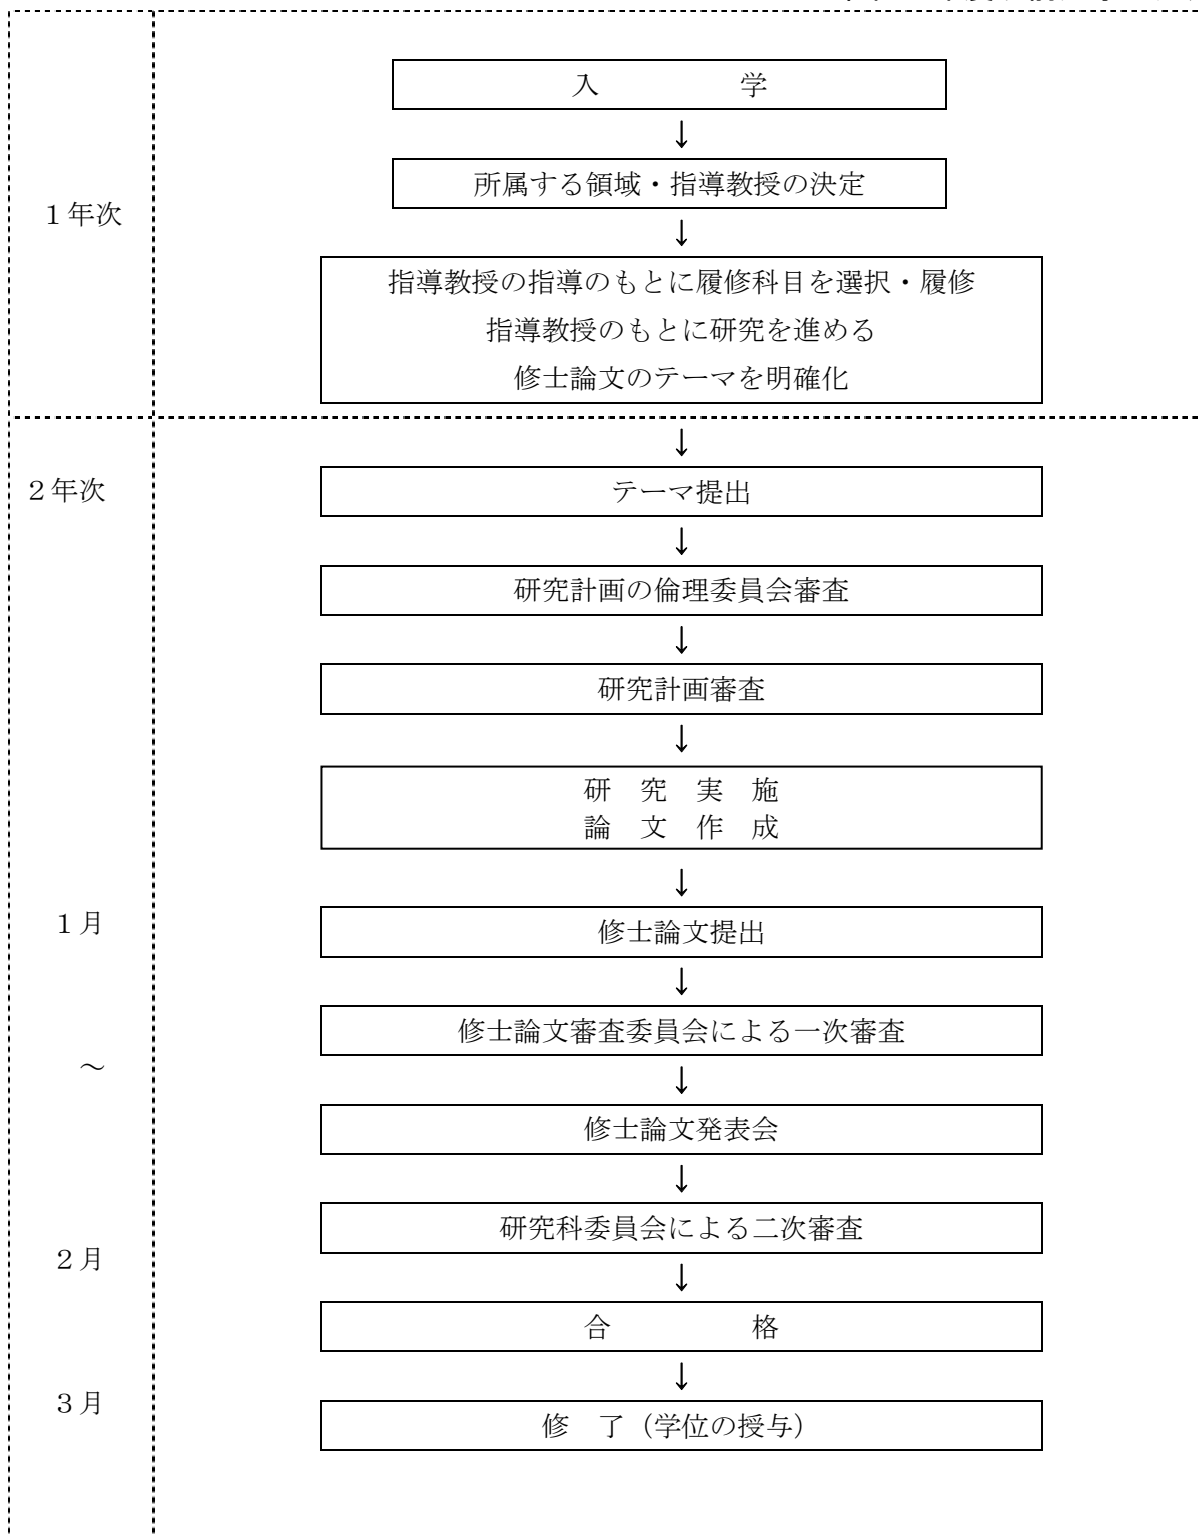 入　　　　　学
↓
所属する領域・指導教授の決定
１年次
↓
指導教授の指導のもとに履修科目を選択・履修
指導教授のもとに研究を進める
修士論文のテーマを明確化
↓
２年次
テーマ提出
↓
研究計画の倫理委員会審査
↓
研究計画審査
↓
研　究　実　施
論　文　作　成
↓
１月
修士論文提出
↓
修士論文審査委員会による一次審査
～
↓
修士論文発表会
↓
研究科委員会による二次審査
２月
↓
合　　　　　格
↓
３月
修　了（学位の授与）